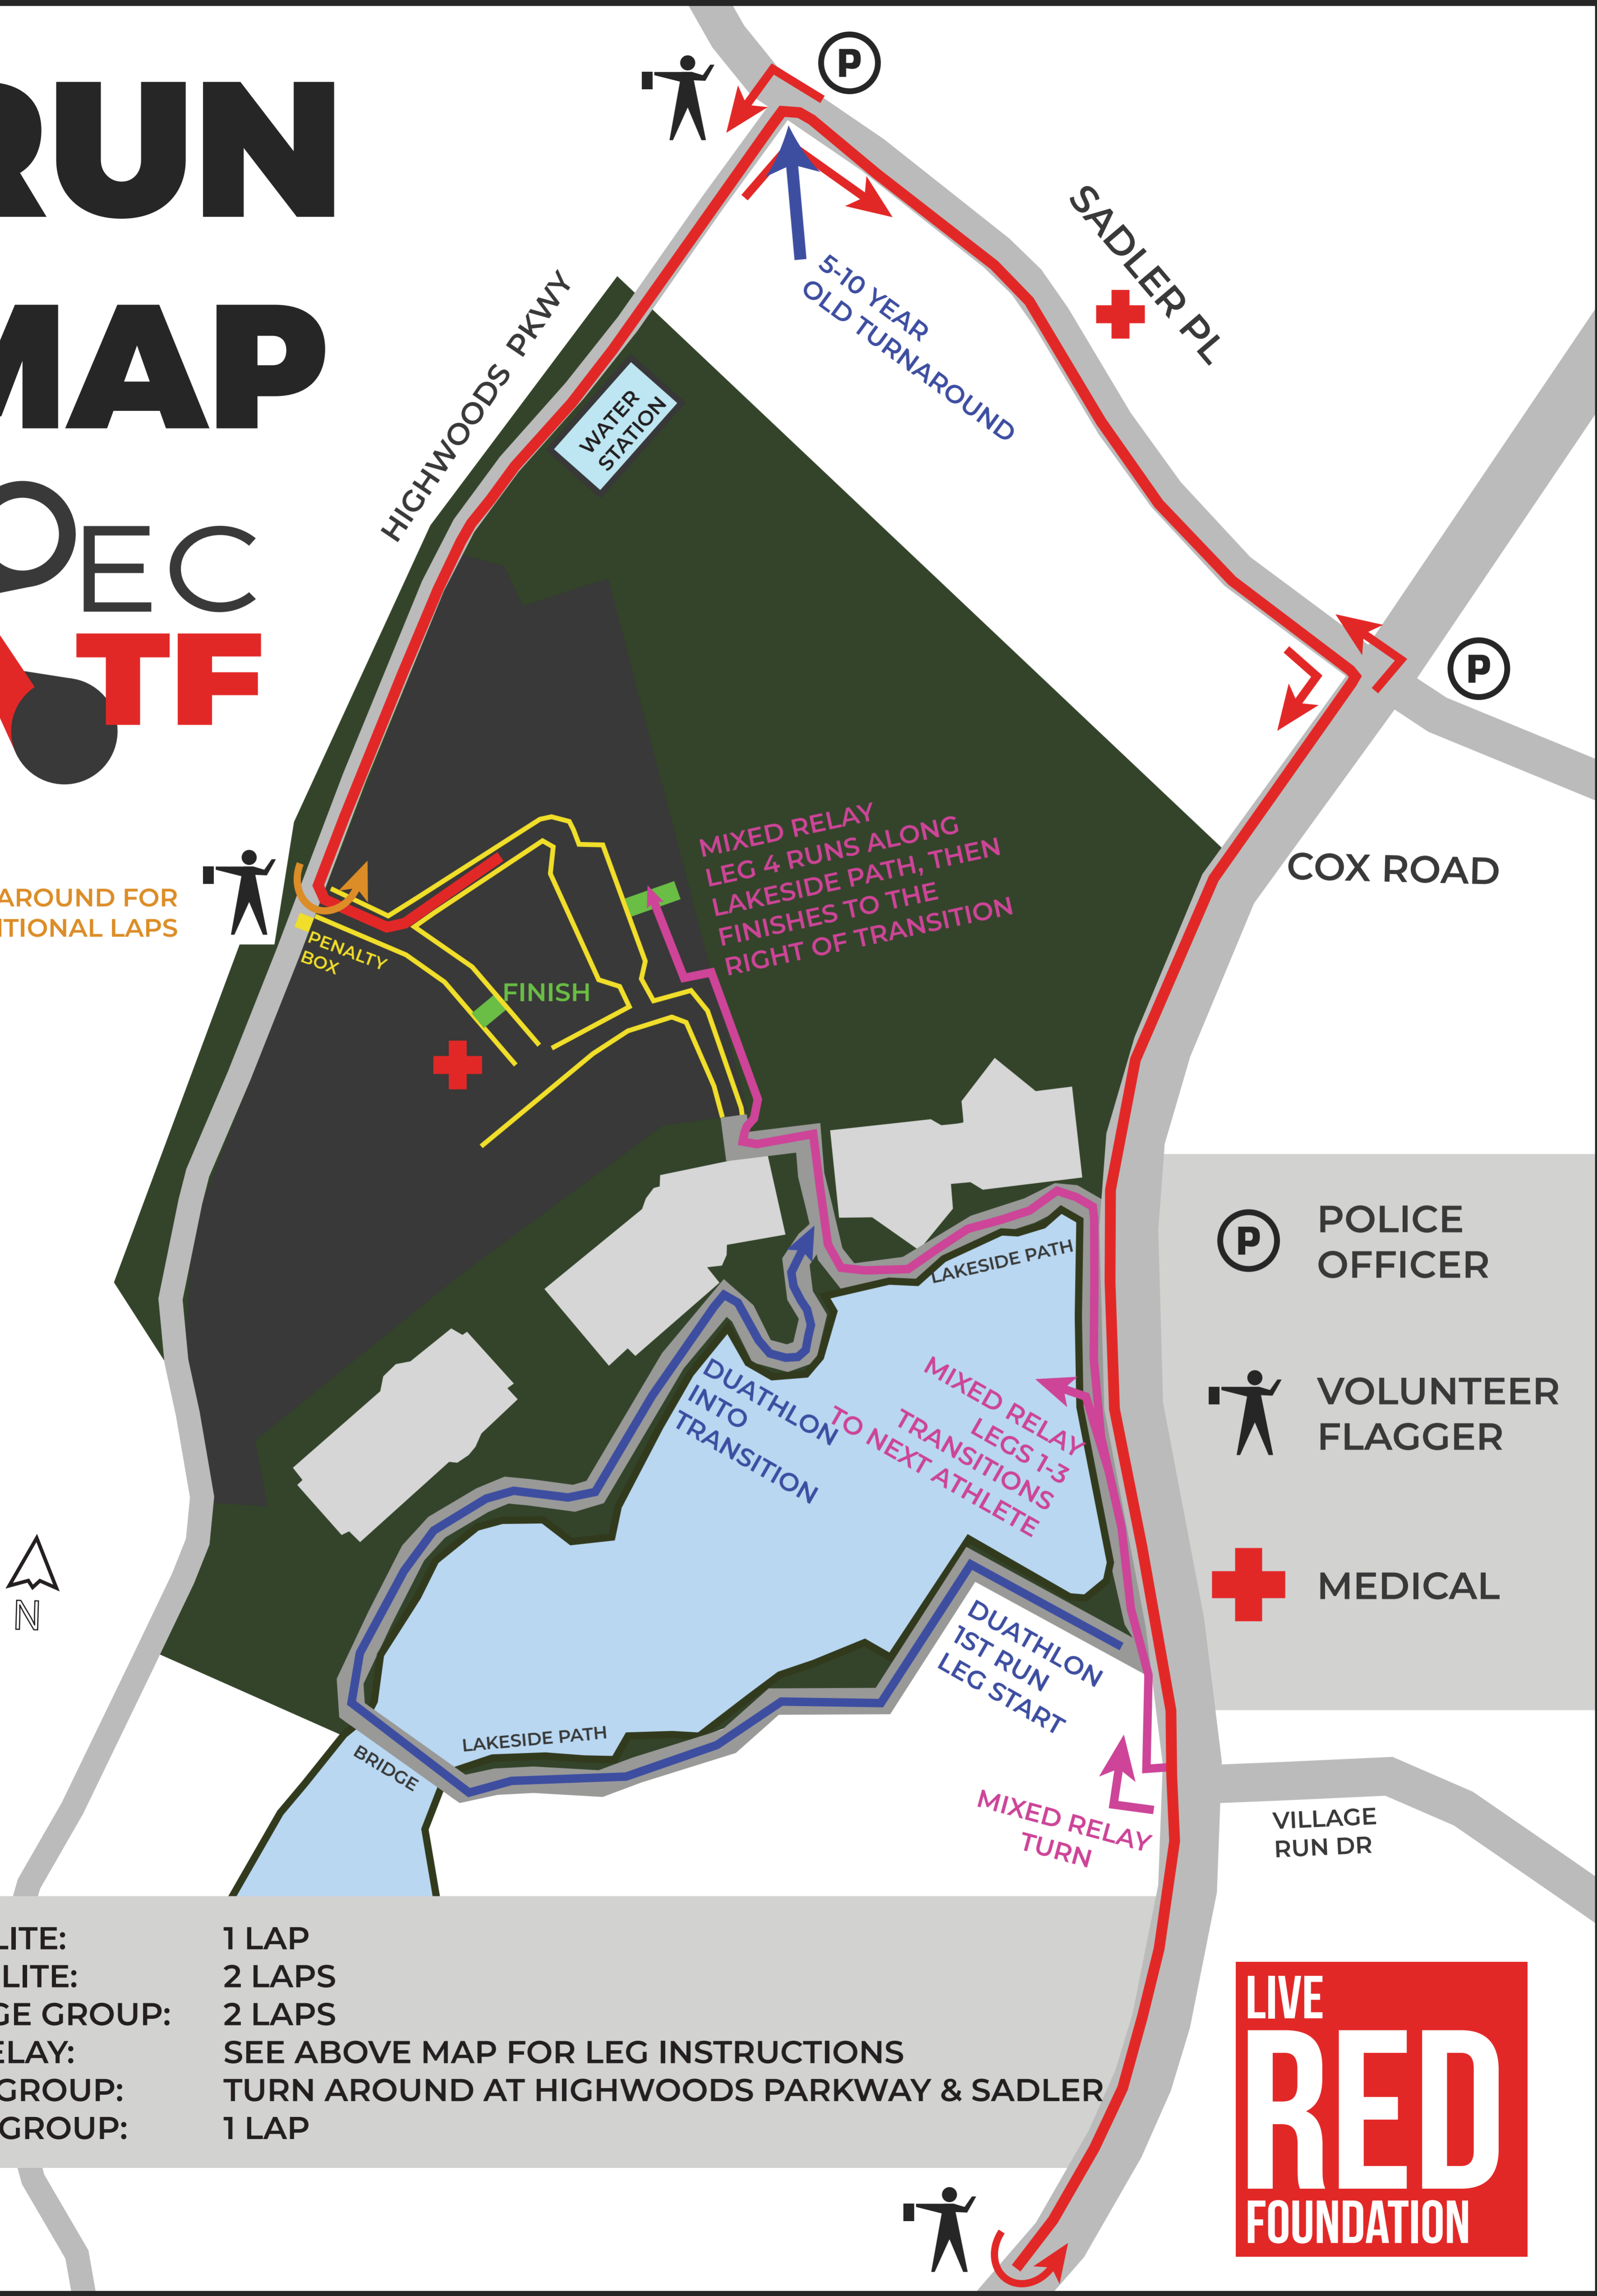 RUN
MAP
EC
TF
P
SADLER PL
5-10 YEAR
OLD TURNAROUND
HIGHWOODS PKWY
WATER
STATION
P
COX ROAD
MIXED RELAY
LEG 4 RUNS ALONG
LAKESIDE PATH, THEN
FINISHES TO THE
RIGHT OF TRANSITION
AROUND FOR
ITIONAL LAPS
PENALTY
BOX
FINISH
P
POLICE
OFFICER
VOLUNTEER
FLAGGER
MEDICAL
LAKESIDE PATH
DUATHLON
INTO
TRANSITION
MIXED RELAY
LEGS 1-3
TRANSITIONS
TO NEXT ATHLETE
N
DUATHLON
1ST RUN
LEG START
LAKESIDE PATH
BRIDGE
MIXED RELAY
TURN
VILLAGE
RUN DR
LITE: 1 LAP
LITE: 2 LAPS
GE GROUP: 2 LAPS
ELAY: SEE ABOVE MAP FOR LEG INSTRUCTIONS
GROUP: TURN AROUND AT HIGHWOODS PARKWAY & SADLER
GROUP: 1 LAP
LIVE
RED
FOUNDATION